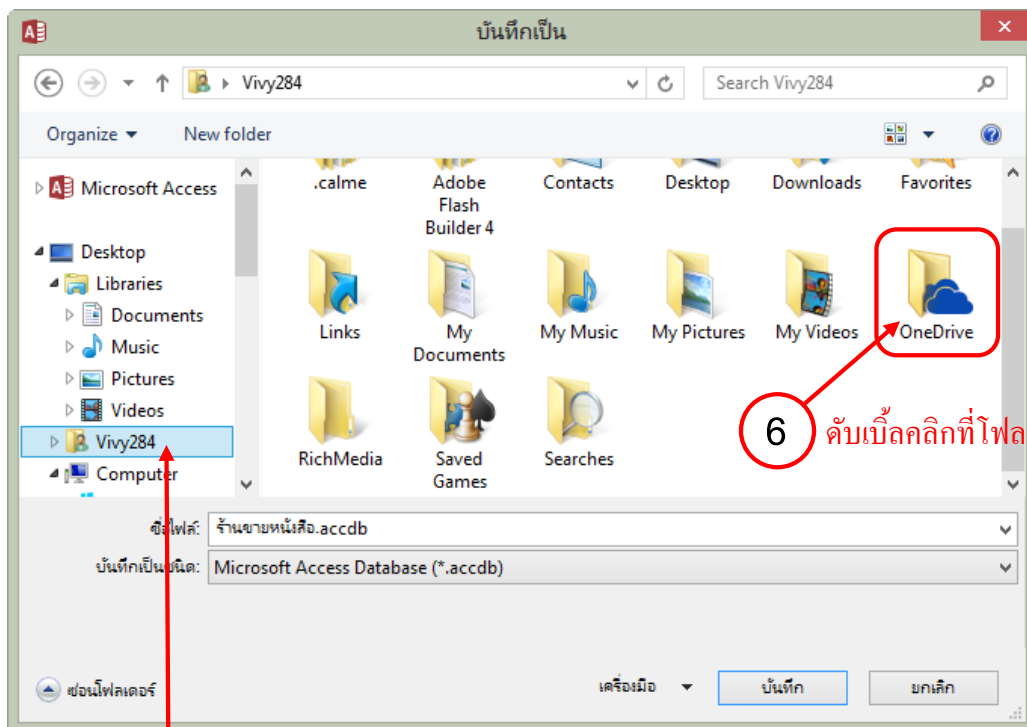 บันทึกเป็น
Vivy284
Search Vivy284
Organize
New folder
Microsoft Access
Desktop
Libraries
Documents
Music
Pictures
Videos
Vivy284
Computer
.calme
Adobe Flash Builder 4
Contacts
Desktop
Downloads
Favorites
Links
My Documents
My Music
My Pictures
My Videos
OneDrive
RichMedia
Saved Games
Searches
6 ดับเบิ้ลคลิกที่โฟล
ชื่อไฟล์: ร้านขายหนังสือ.accdb
บันทึกเป็นชนิด: Microsoft Access Database (*.accdb)
ซ่อนโฟลเดอร์
เครื่องมือ
บันทึก
ยกเลิก